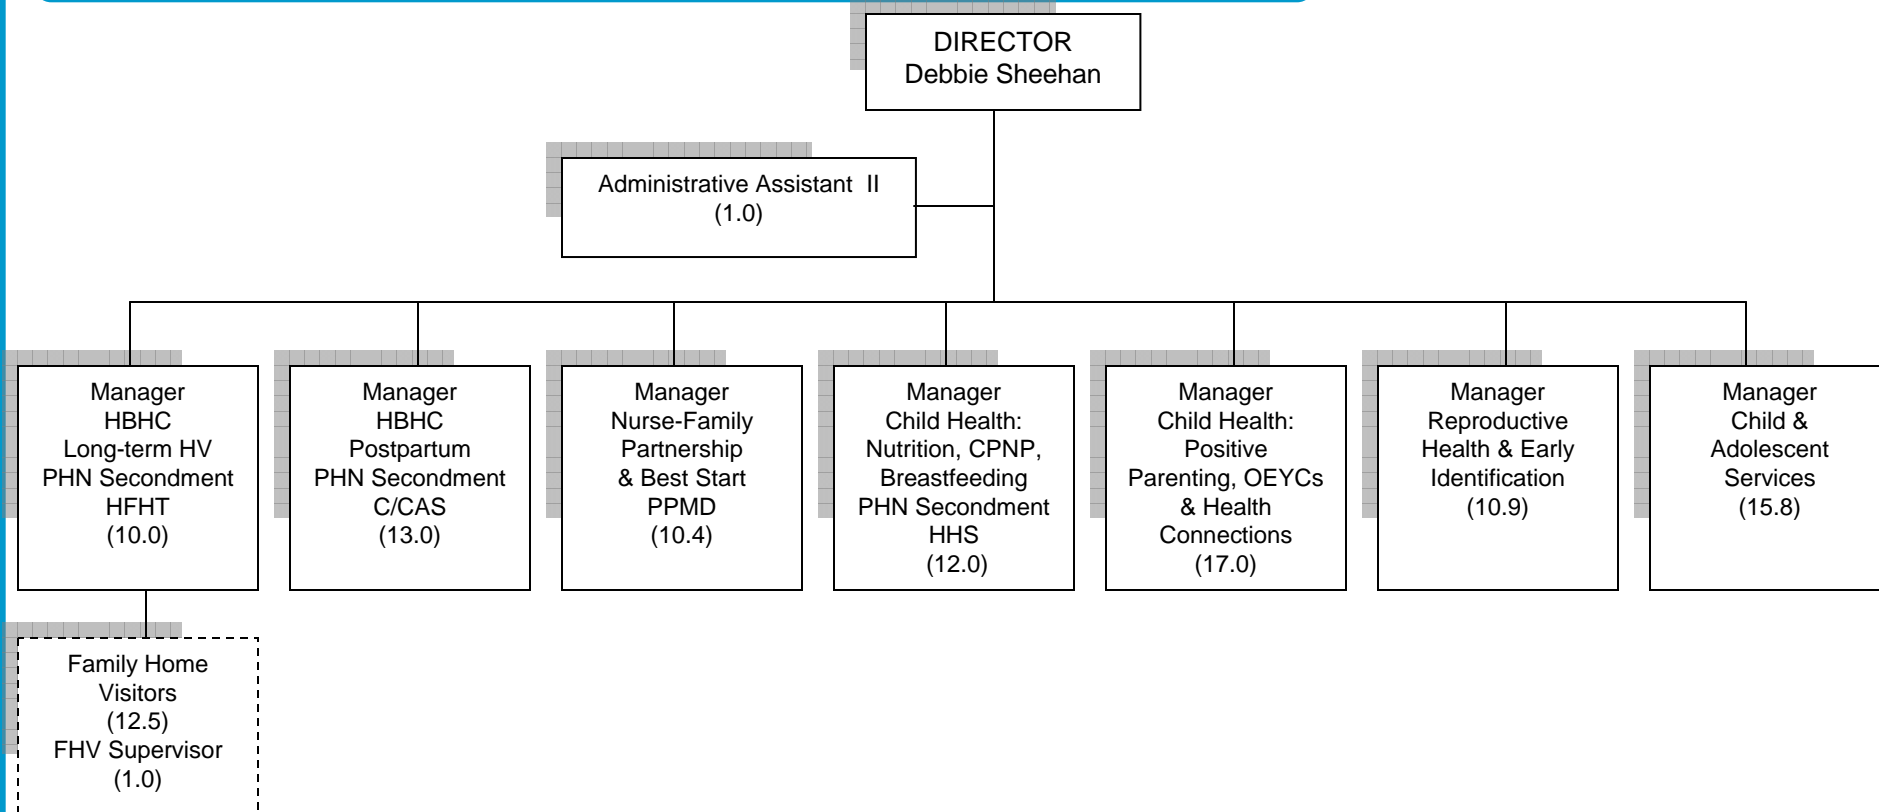 DIRECTOR
Debbie Sheehan
Administrative Assistant II
(1.0)
Manager
HBHC
Long-term HV
PHN Secondment
HFHT
(10.0)
Manager
HBHC
Postpartum
PHN Secondment
C/CAS
(13.0)
Manager
Nurse-Family
Partnership
& Best Start
PPMD
(10.4)
Manager
Child Health:
Nutrition, CPNP,
Breastfeeding
PHN Secondment
HHS
(12.0)
Manager
Child Health:
Positive
Parenting, OEYCs
& Health
Connections
(17.0)
Manager
Reproductive
Health & Early
Identification
(10.9)
Manager
Child &
Adolescent
Services
(15.8)
Family Home
Visitors
(12.5)
FHV Supervisor
(1.0)